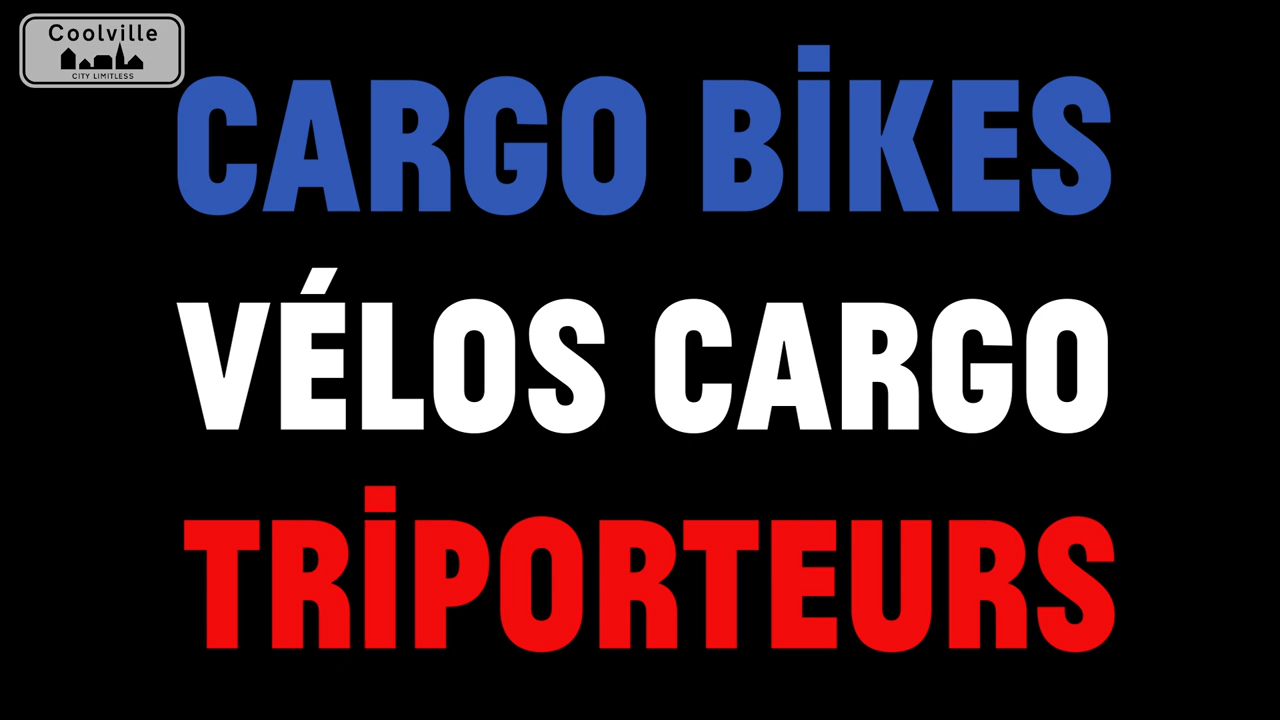 Coolville
CITY LIMITLESS
CARGO BİKES
VÉLOS CARGO
TRİPORTEURS